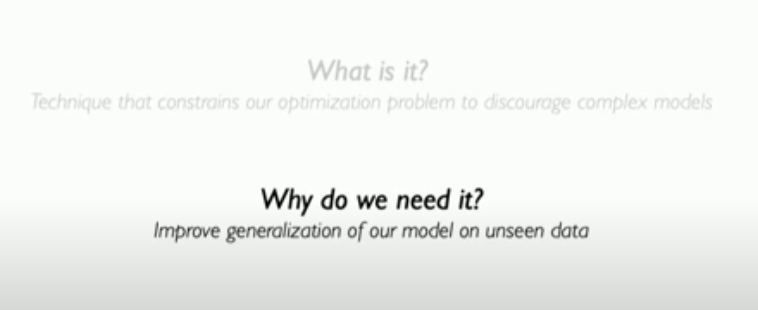 What is it?
Technique that constrains our optimization problem to discourage complex models
Why do we need it?
Improve generalization of our model on unseen data